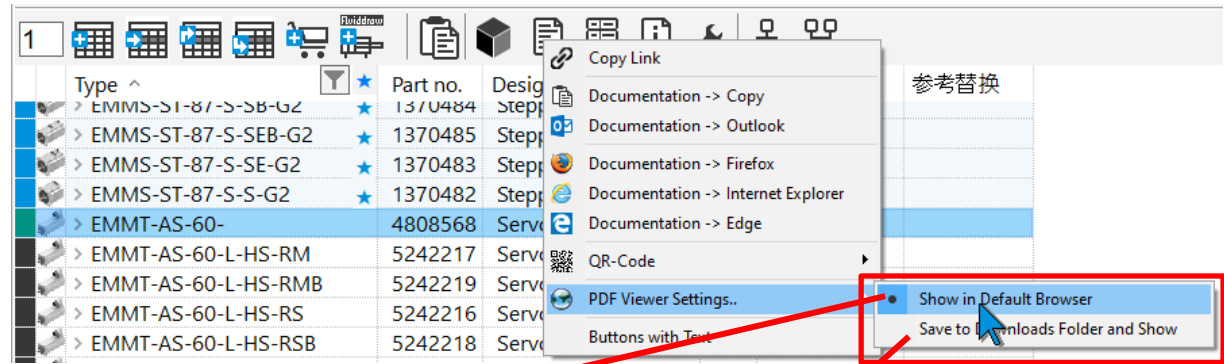 Fluiddraw
1
Type
Part no.
Desig
参考替换
EMMS-ST-87-S-SB-G2 1370484 Stepp
EMMS-ST-87-S-SEB-G2 1370485 Stepp
EMMS-ST-87-S-SE-G2 1370483 Stepp
EMMS-ST-87-S-S-G2 1370482 Stepp
EMMT-AS-60- 4808568 Servo
EMMT-AS-60-L-HS-RM 5242217 Servo
EMMT-AS-60-L-HS-RMB 5242219 Servo
EMMT-AS-60-L-HS-RS 5242216 Servo
EMMT-AS-60-L-HS-RSB 5242218 Servo
Copy Link
Documentation -> Copy
Documentation -> Outlook
Documentation -> Firefox
Documentation -> Internet Explorer
Documentation -> Edge
QR-Code
PDF Viewer Settings..
Buttons with Text
Show in Default Browser
Save to Downloads Folder and Show